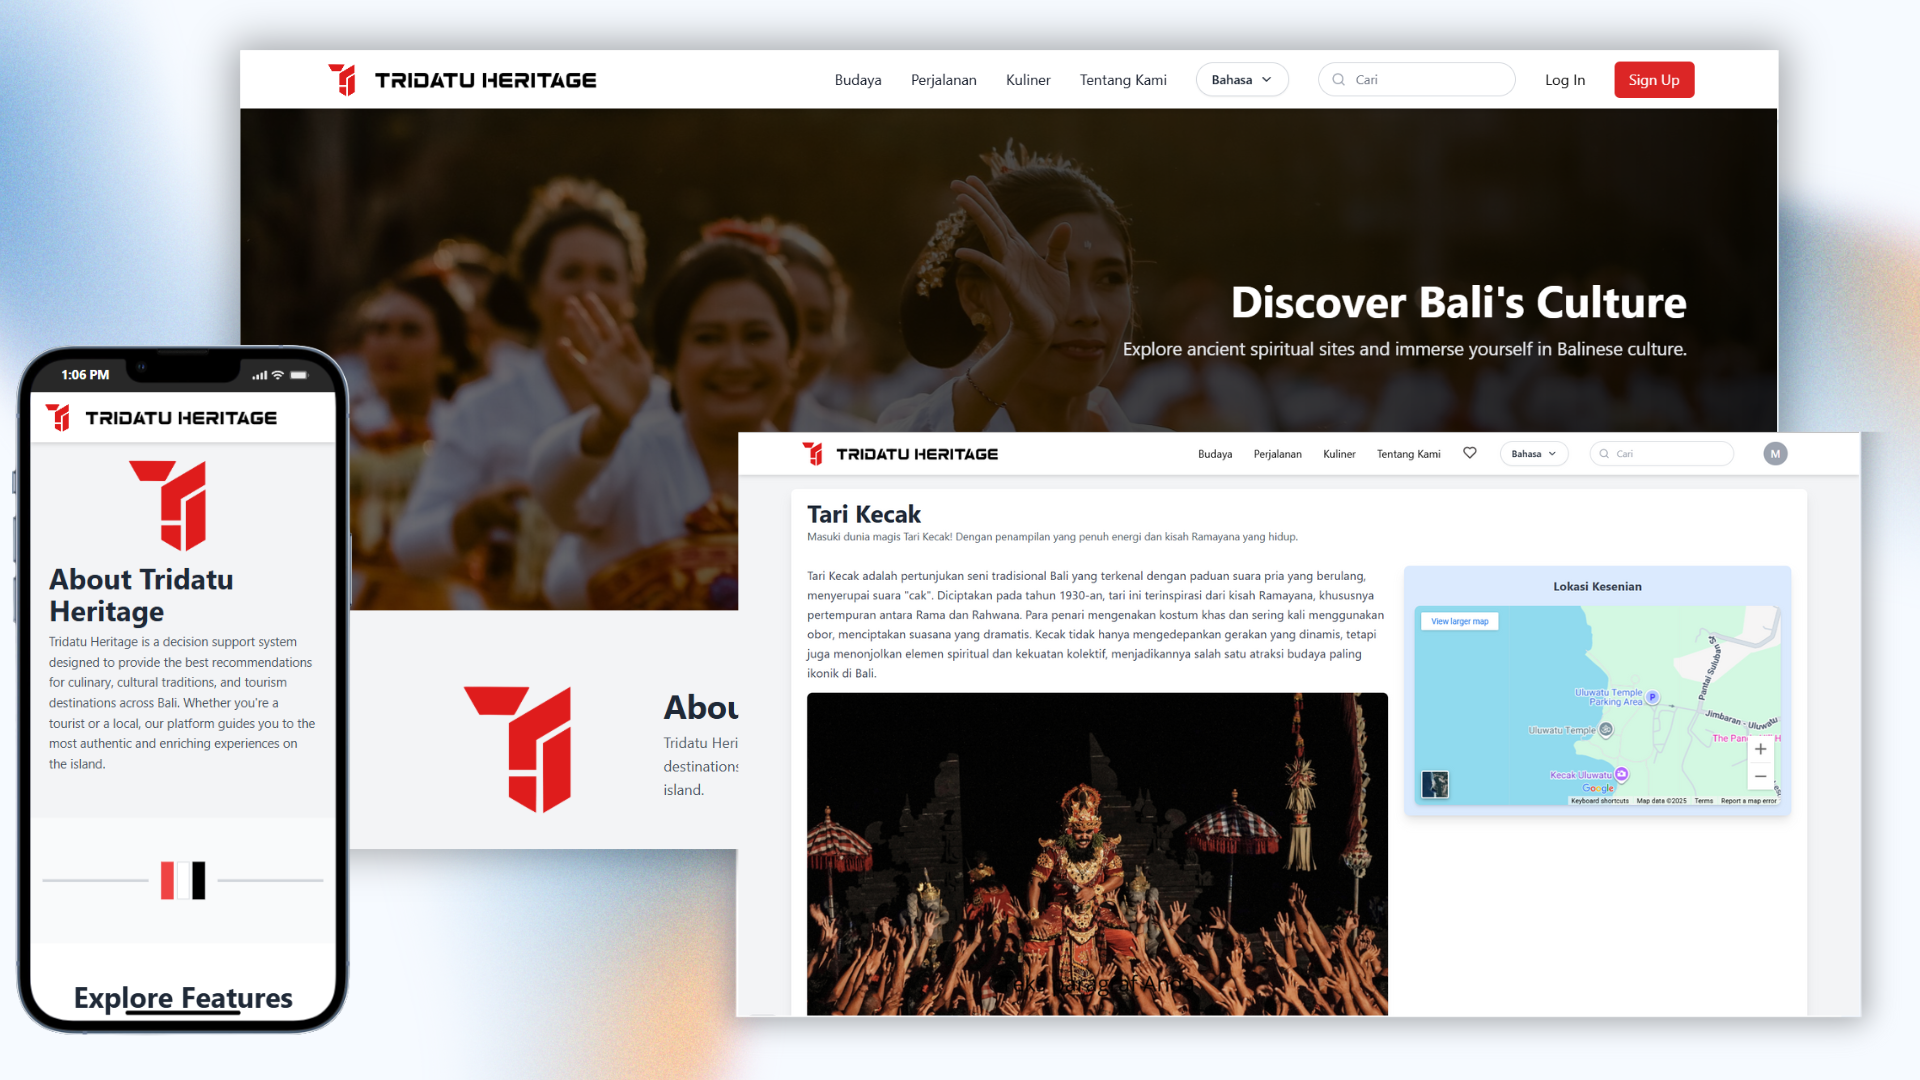 TRIDATU HERITAGE
Budaya
Perjalanan
Kuliner
Tentang Kami
Bahasa
Cari
Log In
Sign Up
Discover Bali's Culture
Explore ancient spiritual sites and immerse yourself in Balinese culture.
1:06 PM
TRIDATU HERITAGE
About Tridatu
Heritage
Tridatu Heritage is a decision support system
designed to provide the best recommendations
for culinary, cultural traditions, and tourism
destinations across Bali. Whether you're a
tourist or a local, our platform guides you to the
most authentic and enriching experiences on
the island.
Explore Features
Abou
Tridatu Heri
destinations
island.
TRIDATU HERITAGE
Budaya
Perjalanan
Kuliner
Tentang Kami
Bahasa
Cari
M
Tari Kecak
Masuki dunia magis Tari Kecak! Dengan penampilan yang penuh energi dan kisah Ramayana yang hidup.
Tari Kecak adalah pertunjukan seni tradisional Bali yang terkenal dengan paduan suara pria yang berulang,
menyerupai suara "cak". Diciptakan pada tahun 1930-an, tari ini terinspirasi dari kisah Ramayana, khususnya
pertempuran antara Rama dan Rahwana. Para penari mengenakan kostum khas dan sering kali menggunakan
obor, menciptakan suasana yang dramatis. Kecak tidak hanya mengedepankan gerakan yang dinamis, tetapi
juga menonjolkan elemen spiritual dan kekuatan kolektif, menjadikannya salah satu atraksi budaya paling
ikonik di Bali.
Lokasi Kesenian
View larger map
Pantai Suluban
Uluwatu Temple
Parking Area
P
Jimbaran - Uluwatu
Uluwatu Temple
The Pan
H
Kecak Uluwatu
Google
Keyboard shortcuts
Map data ©2025
Terms
Report a map error